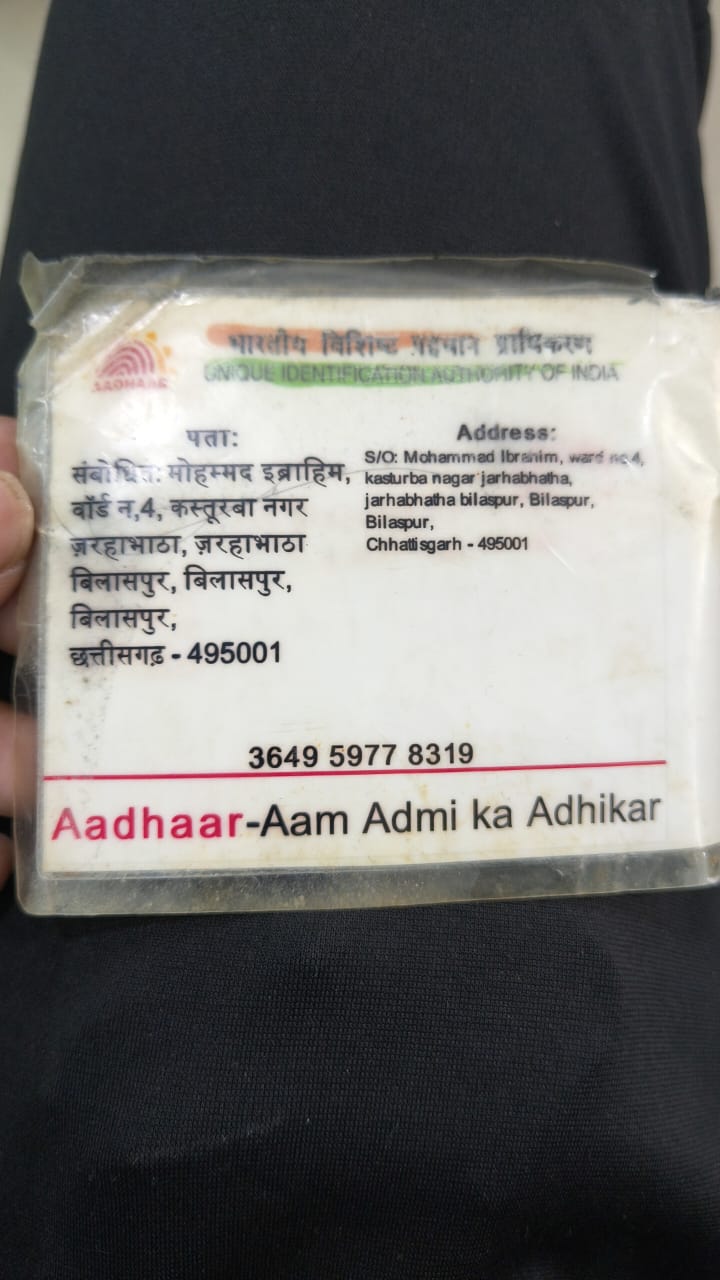 भारतीय विशिष्ट पहचान प्राधिकरण
UNIQUE IDENTIFICATION AUTHORITY OF INDIA
AADHAAR
पता:
संबोधित: मोहम्मद इब्राहिम,
वॉर्ड न,4, कस्तूरबा नगर
ज़रहाभाठा, ज़रहाभाठा
बिलासपुर, बिलासपुर,
बिलासपुर,
छत्तीसगढ़ - 495001
Address:
S/O: Mohammad Ibrahim, ward no,4,
kasturba nagar jarhabhatha,
jarhabhatha bilaspur, Bilaspur,
Bilaspur,
Chhattisgarh - 495001
3649 5977 8319
Aadhaar-Aam Admi ka Adhikar